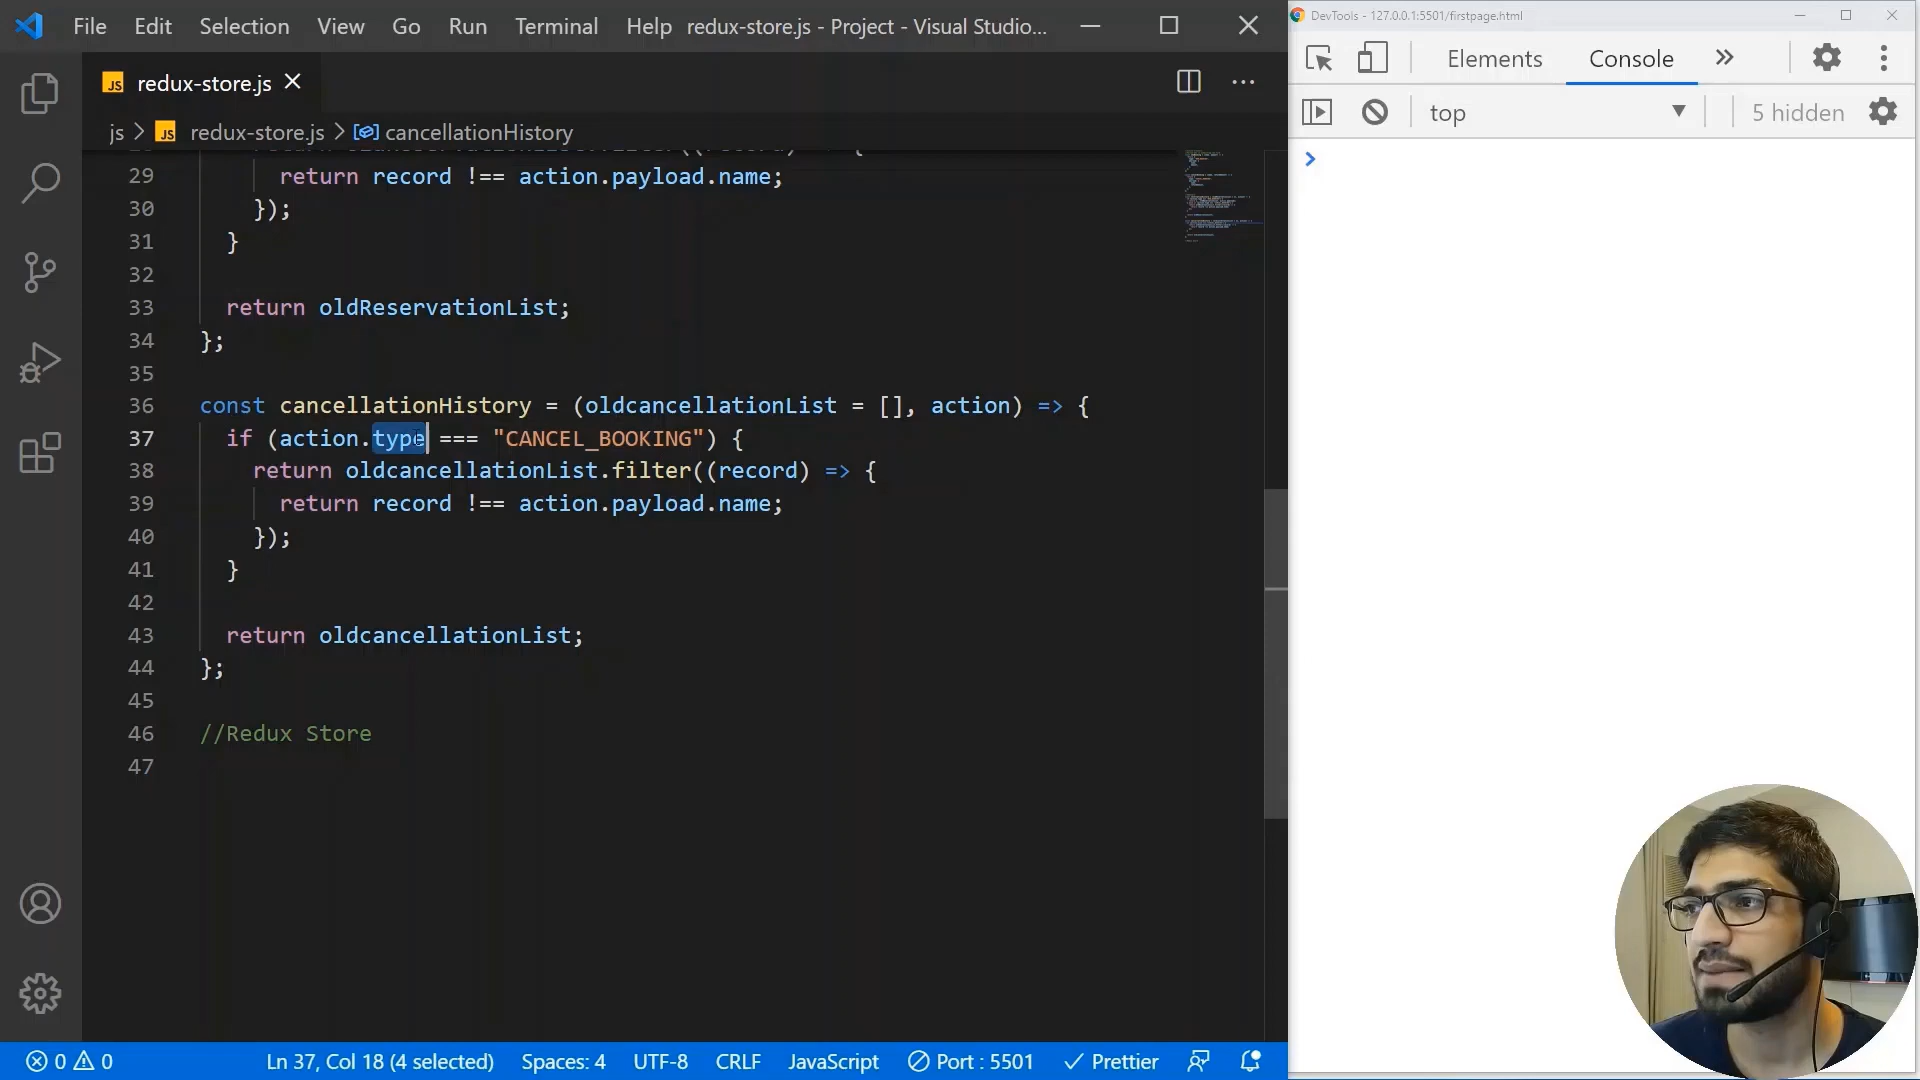 File Edit Selection View Go Run Terminal Help redux-store.js - Project - Visual Studio...
JS redux-store.js
js > JS redux-store.js > cancellationHistory
29 return record !== action.payload.name;
30 });
31 }
32
33 return oldReservationList;
34 };
35
36 const cancellationHistory = (oldcancellationList = [], action) => {
37 if (action.type === "CANCEL_BOOKING") {
38 return oldcancellationList.filter((record) => {
39 return record !== action.payload.name;
40 });
41 }
42
43 return oldcancellationList;
44 };
45
46 //Redux Store
47
0 0 Ln 37, Col 18 (4 selected) Spaces: 4 UTF-8 CRLF JavaScript Port : 5501 Prettier
DevTools - 127.0.0.1:5501/firstpage.html
Elements Console
top 5 hidden